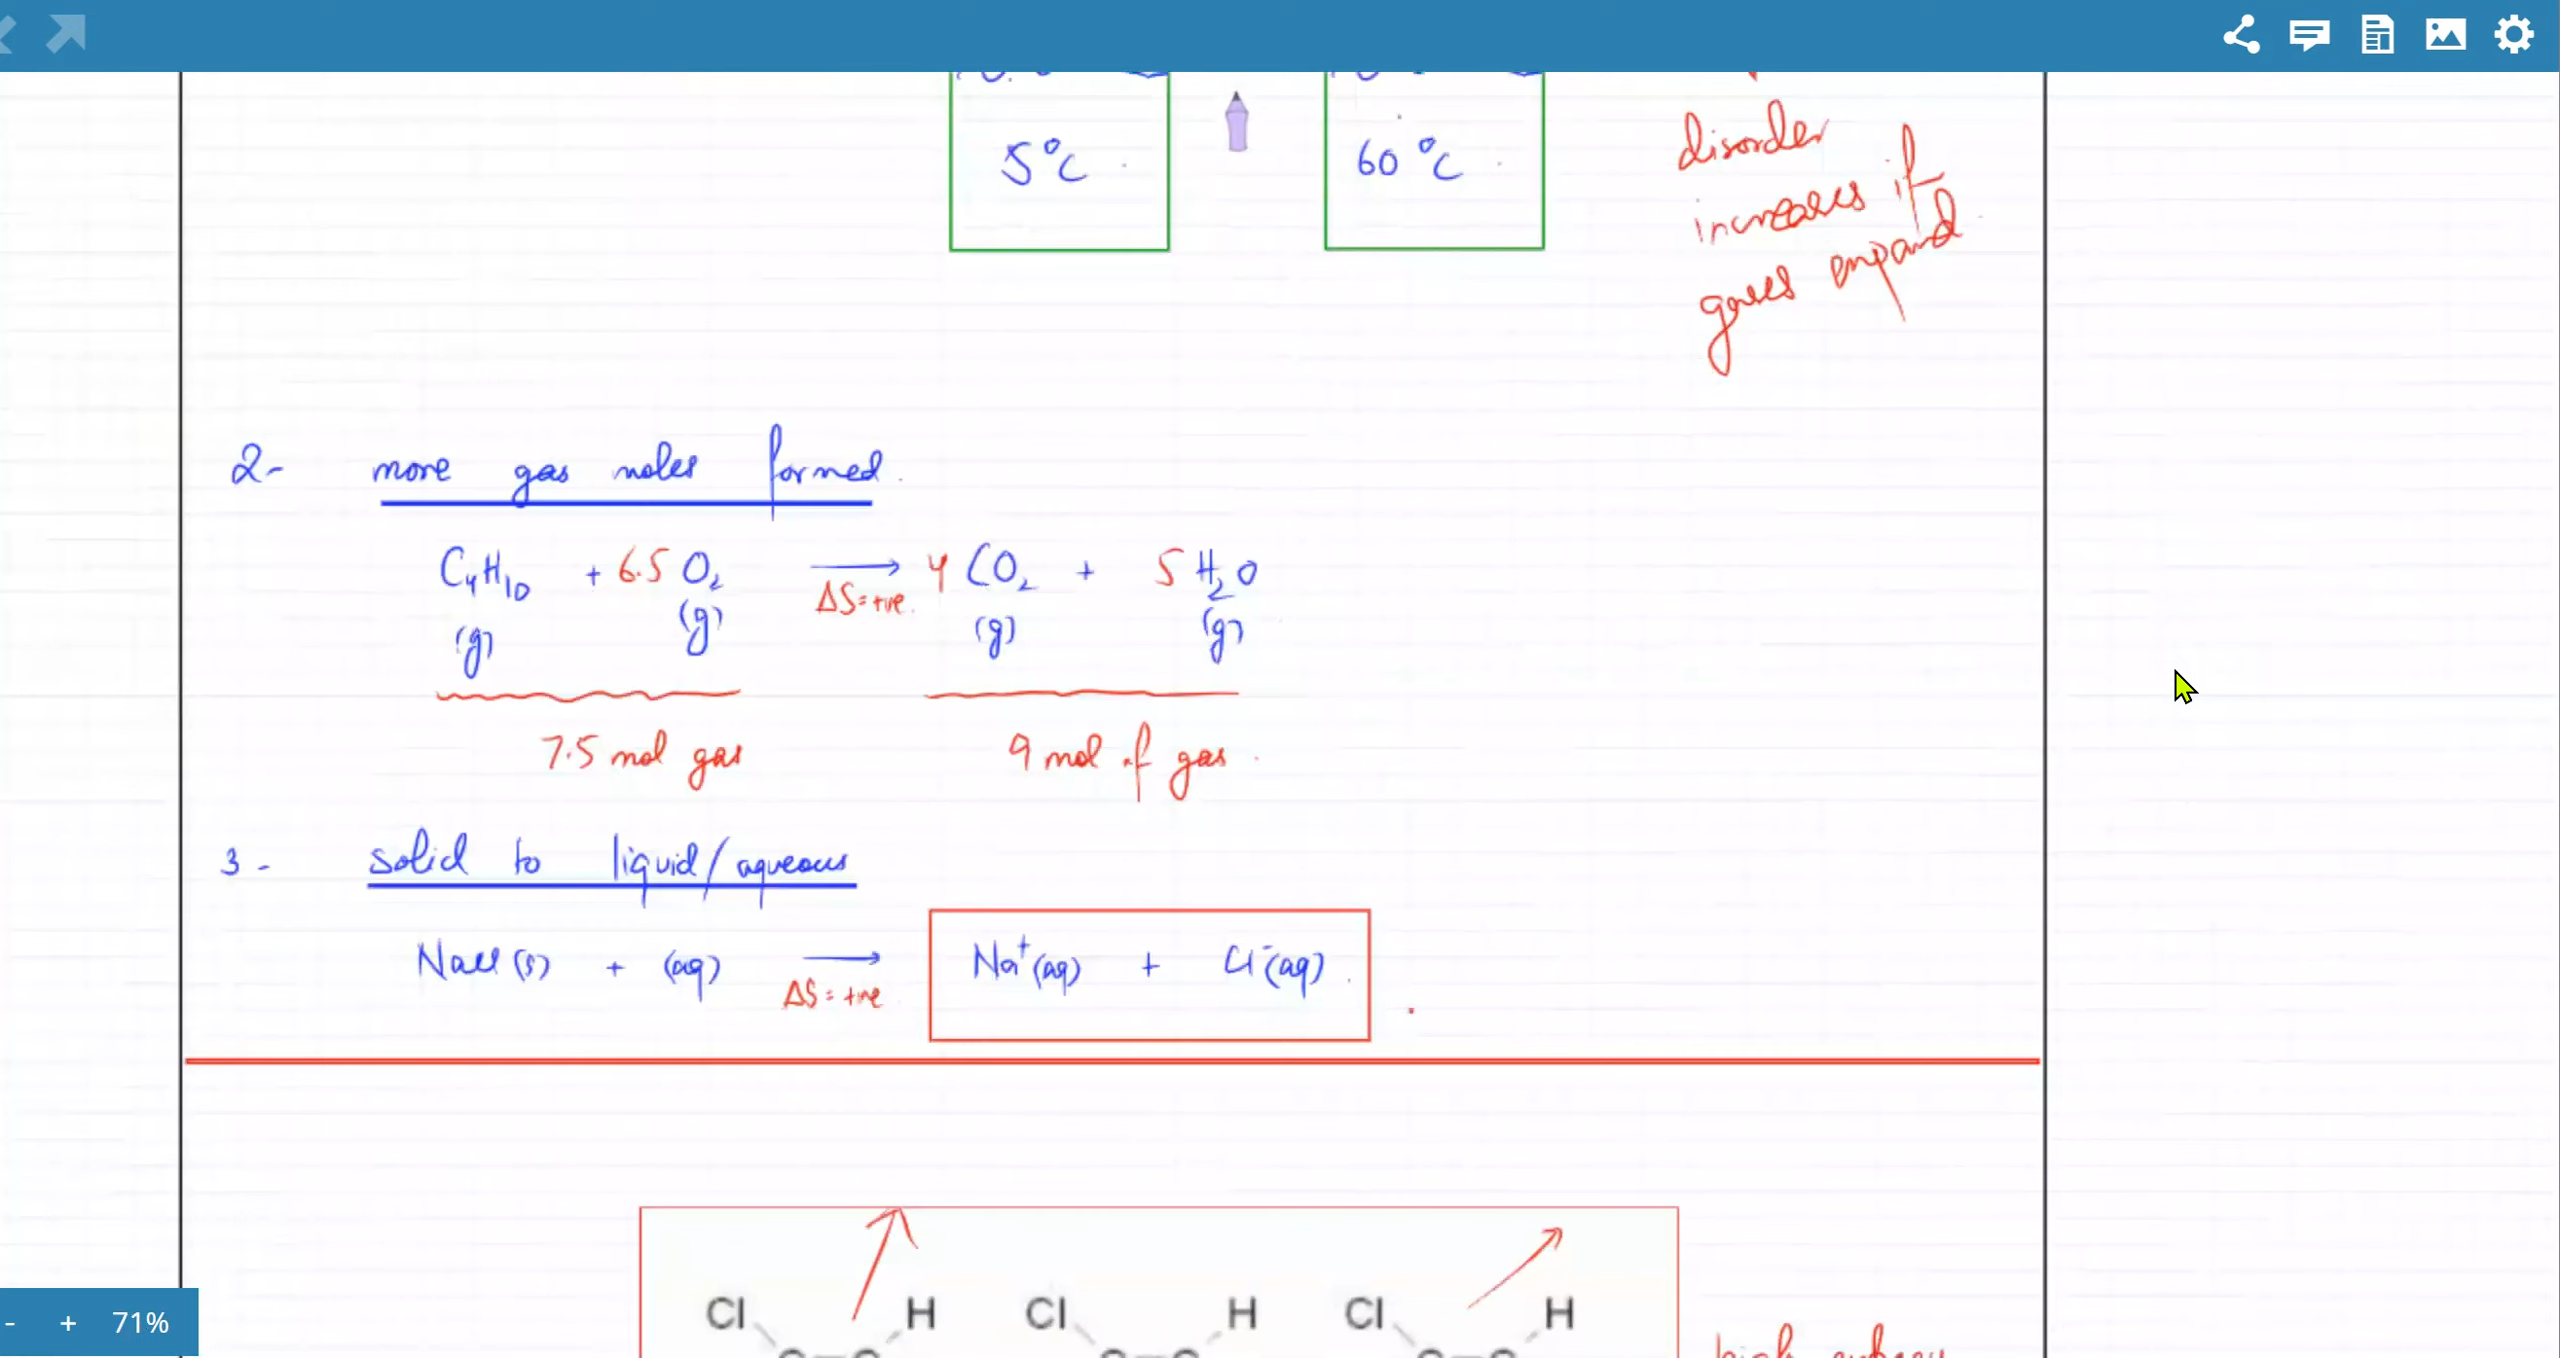 5°C
60°C
disorder
increases if
gases expand
2- more gas moles formed.
C₄H₁₀ + 6.5 O₂ → 4 CO₂ + 5 H₂O
ΔS=+ve.
(g) (g) (g) (g)
7.5 mol gas 9 mol of gas.
3- solid to liquid/aqueous
NaCl(s) + (aq) → Na⁺(aq) + Cl⁻(aq).
ΔS=+ve
Cl H Cl H Cl H
high entropy
- + 71%